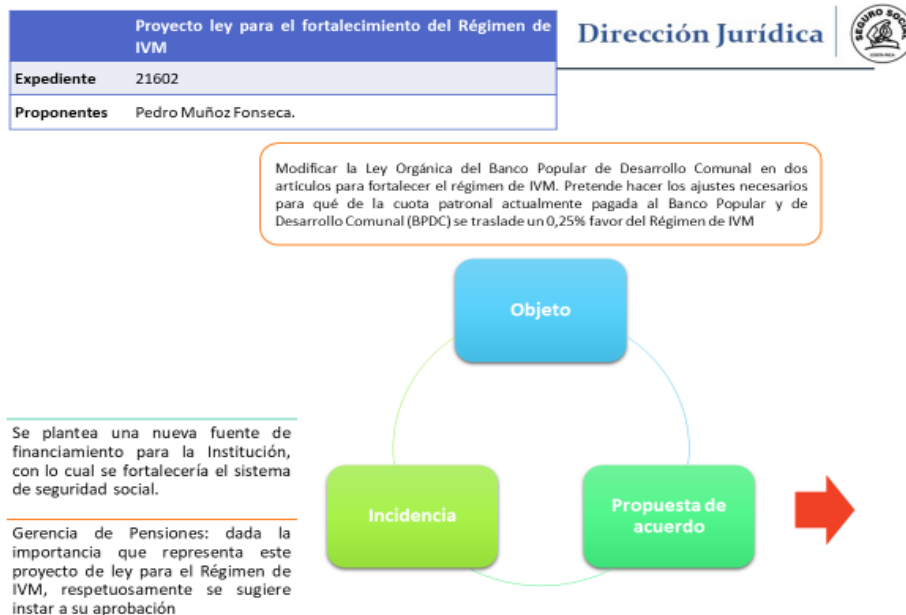 Proyecto ley para el fortalecimiento del Régimen de
IVM
Expediente 21602
Proponentes Pedro Muñoz Fonseca.
Dirección Jurídica
SEGURO SOCIAL
COSTA RICA
Modificar la Ley Orgánica del Banco Popular de Desarrollo Comunal en dos
artículos para fortalecer el régimen de IVM. Pretende hacer los ajustes necesarios
para qué de la cuota patronal actualmente pagada al Banco Popular y de
Desarrollo Comunal (BPDC) se traslade un 0,25% favor del Régimen de IVM
Objeto
Se plantea una nueva fuente de
financiamiento para la Institución,
con lo cual se fortalecería el sistema
de seguridad social.
Incidencia
Propuesta de
acuerdo
Gerencia de Pensiones: dada la
importancia que representa este
proyecto de ley para el Régimen de
IVM, respetuosamente se sugiere
instar a su aprobación